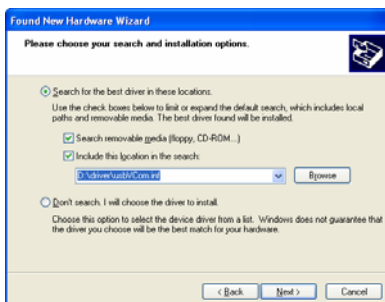 Found New Hardware Wizard
Please choose your search and installation options.
Search for the best driver in these locations.
Use the check boxes below to limit or expand the default search, which includes local
paths and removable media. The best driver found will be installed.
Search removable media (floppy, CD-ROM...)
Include this location in the search:
D:\driver\usbVCom.inf
Browse
Don't search. I will choose the driver to install.
Choose this option to select the device driver from a list. Windows does not guarantee that
the driver you choose will be the best match for your hardware.
< Back
Next >
Cancel